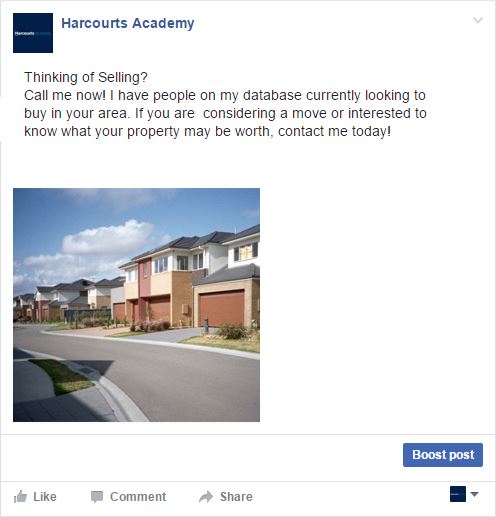 Harcourts Academy
Harcourts Academy
Thinking of Selling?
Call me now! I have people on my database currently looking to
buy in your area. If you are  considering a move or interested to
know what your property may be worth, contact me today!
Boost post
Like Comment Share